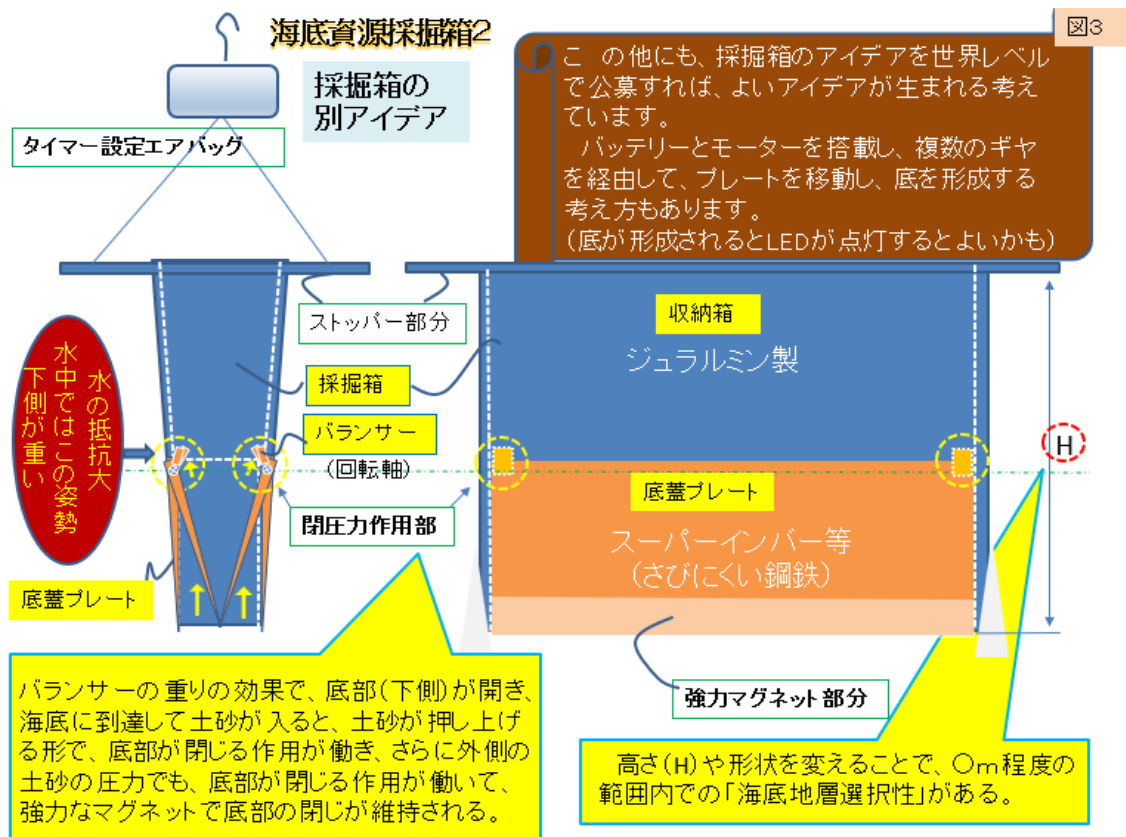 図3
海底資源採掘箱2
採掘箱の
別アイデア
こ の他にも、採掘箱のアイデアを世界レベル
で公募すれば、よいアイデアが生まれる考え
ています。
バッテリーとモーターを搭載し、複数のギヤ
を経由して、プレートを移動し、底を形成する
考え方もあります。
(底が形成されるとLEDが点灯するとよいかも)
タイマー設定エアバッグ
ストッパー部分
収納箱
ジュラルミン製
採掘箱
水の抵抗大
水中ではこの姿勢
下側が重い
バランサー
(回転軸)
H
底蓋プレート
閉圧力作用部
スーパーインバー等
(さびにくい鋼鉄)
底蓋プレート
強力マグネット部分
バランサーの重りの効果で、底部(下側)が開き、
海底に到達して土砂が入ると、土砂が押し上げ
る形で、底部が閉じる作用が働き、さらに外側の
土砂の圧力でも、底部が閉じる作用が働いて、
強力なマグネットで底部の閉じが維持される。
高さ(H)や形状を変えることで、〇m程度の
範囲内での「海底地層選択性」がある。